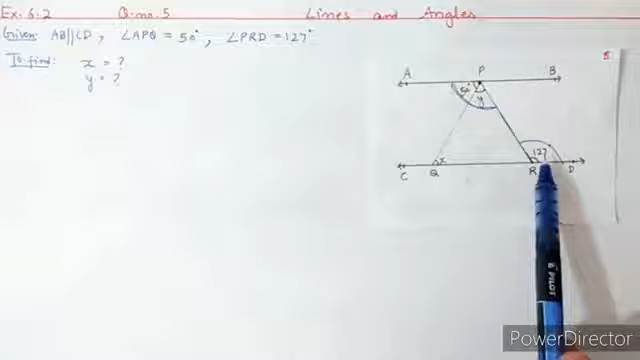 Ex. 6.2 Q.no.5 Lines and Angles
Given: AB||CD, ∠APQ = 50°, ∠PRD = 127°
To find: x = ?
y = ?
A P B
50°
y
127°
x
C Q R D
PILOT
PowerDirector